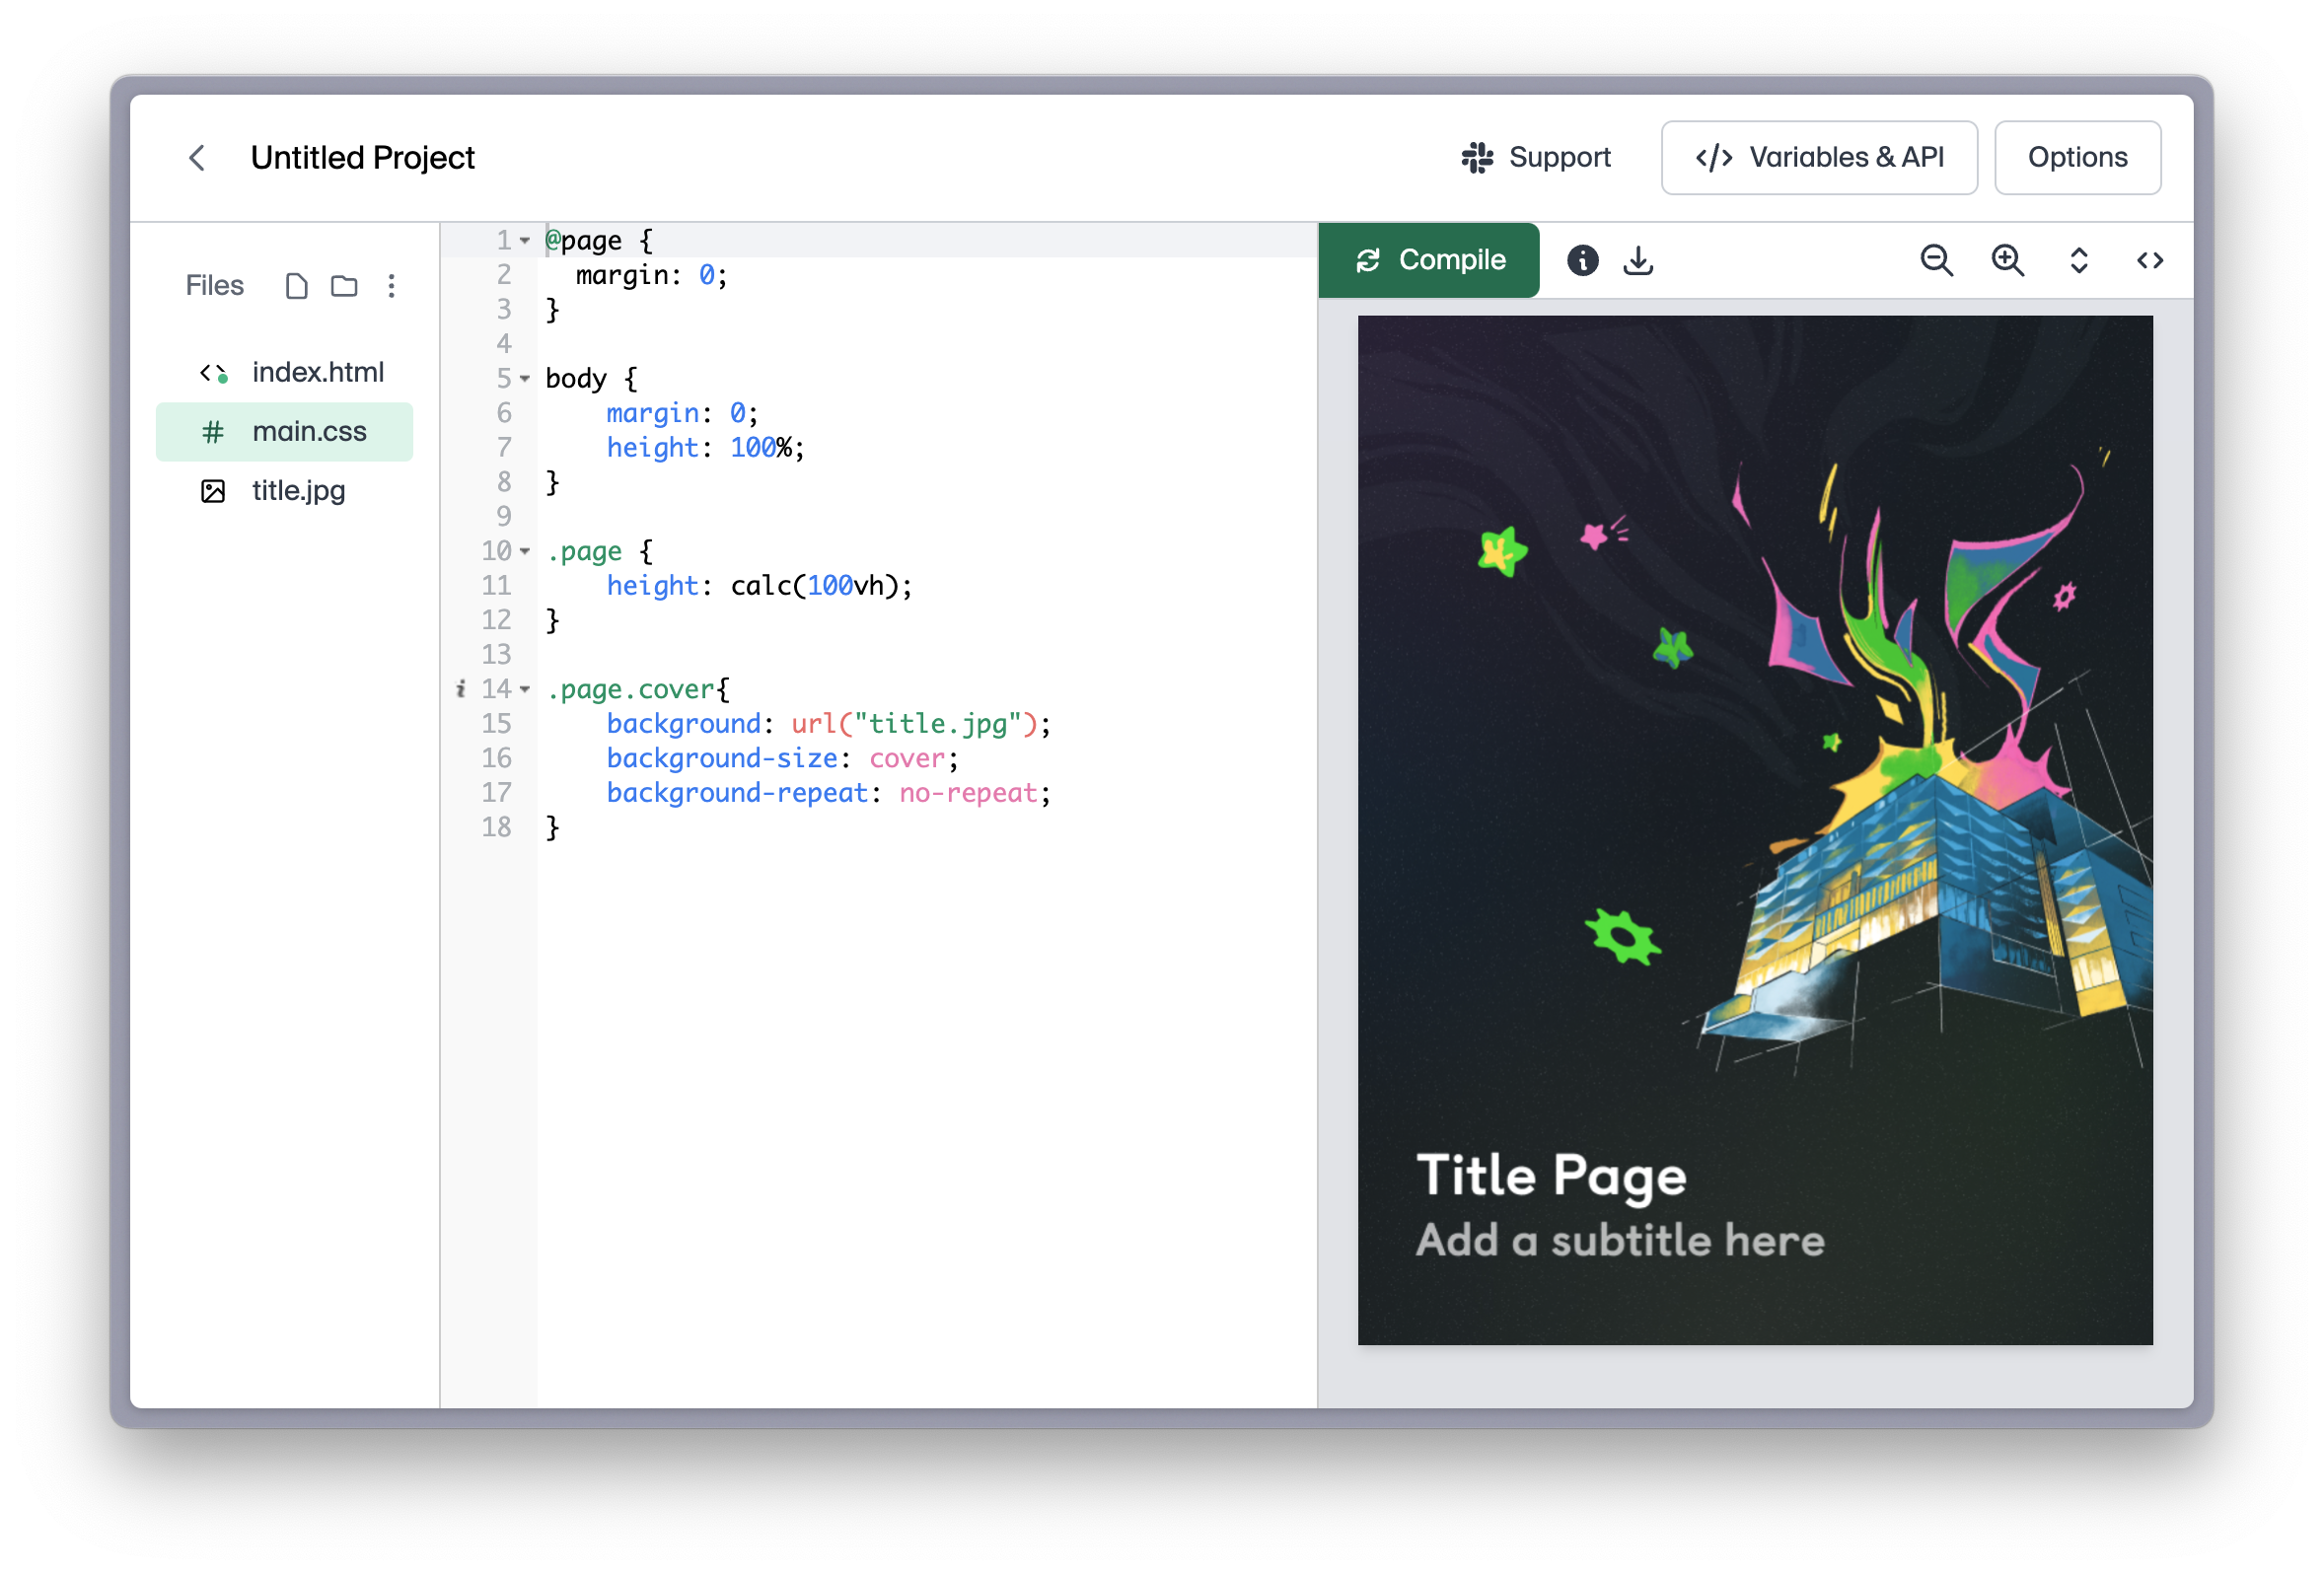 Untitled Project
Support
</> Variables & API
Options
Files
index.html
main.css
title.jpg
1 @page {
2   margin: 0;
3 }
4
5 body {
6     margin: 0;
7     height: 100%;
8 }
9
10 .page {
11     height: calc(100vh);
12 }
13
14 .page.cover{
15     background: url("title.jpg");
16     background-size: cover;
17     background-repeat: no-repeat;
18 }
Compile
Title Page
Add a subtitle here